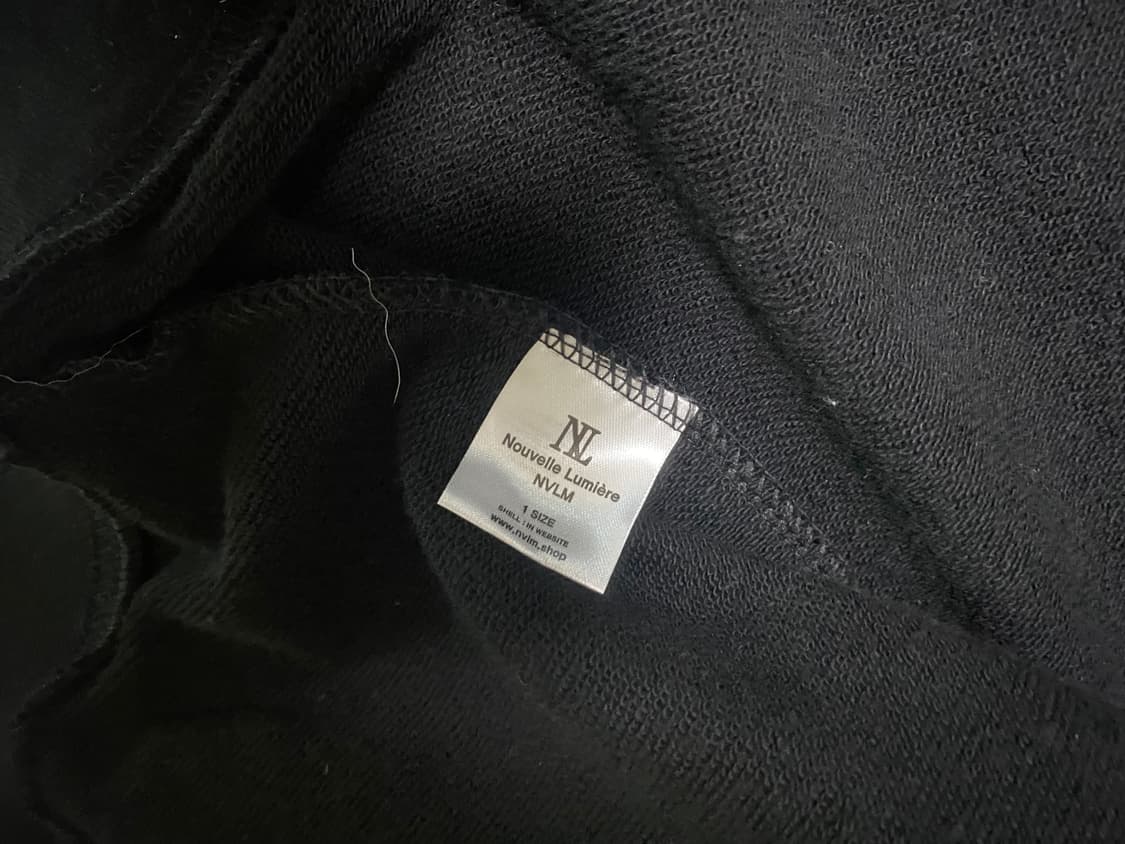 NL
Nouvelle Lumière
NVLM
1 SIZE
SHELL : IN WEBSITE
www.nvlm.shop